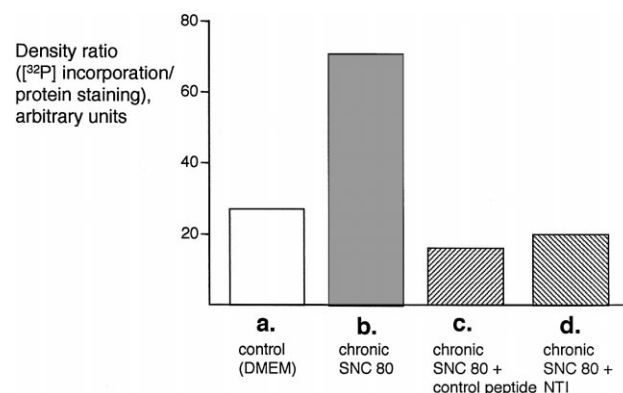 Density ratio
([³²P] incorporation/
protein staining),
arbitrary units
80
60
40
20
a.
control
(DMEM)
b.
chronic
SNC 80
c.
chronic
SNC 80 +
control peptide
d.
chronic
SNC 80 +
NTI